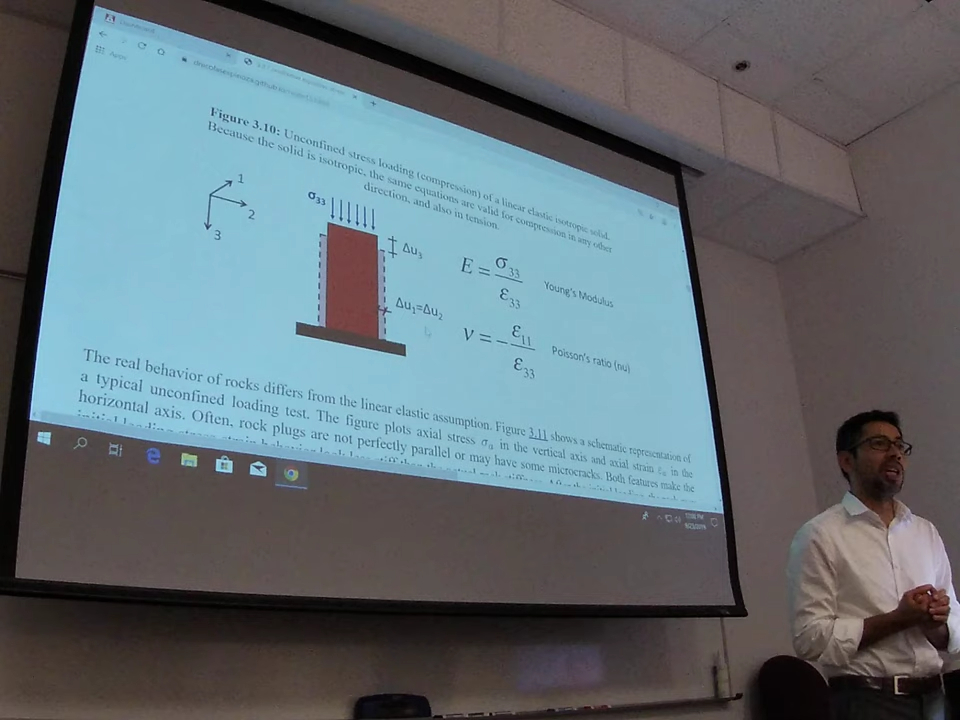 Apps
Figure 3.10: Unconfined stress loading (compression) of a linear elastic isotropic solid.
Because the solid is isotropic, the same equations are valid for compression in any other
direction, and also in tension.
1
2
3
σ33
Δu3
Δu1=Δu2
E = σ33 / ε33
Young's Modulus
ν = - ε11 / ε33
Poisson's ratio (nu)
The real behavior of rocks differs from the linear elastic assumption. Figure 3.11 shows a schematic representation of
a typical unconfined loading test. The figure plots axial stress σa in the vertical axis and axial strain εa in the
horizontal axis. Often, rock plugs are not perfectly parallel or may have some microcracks. Both features make the